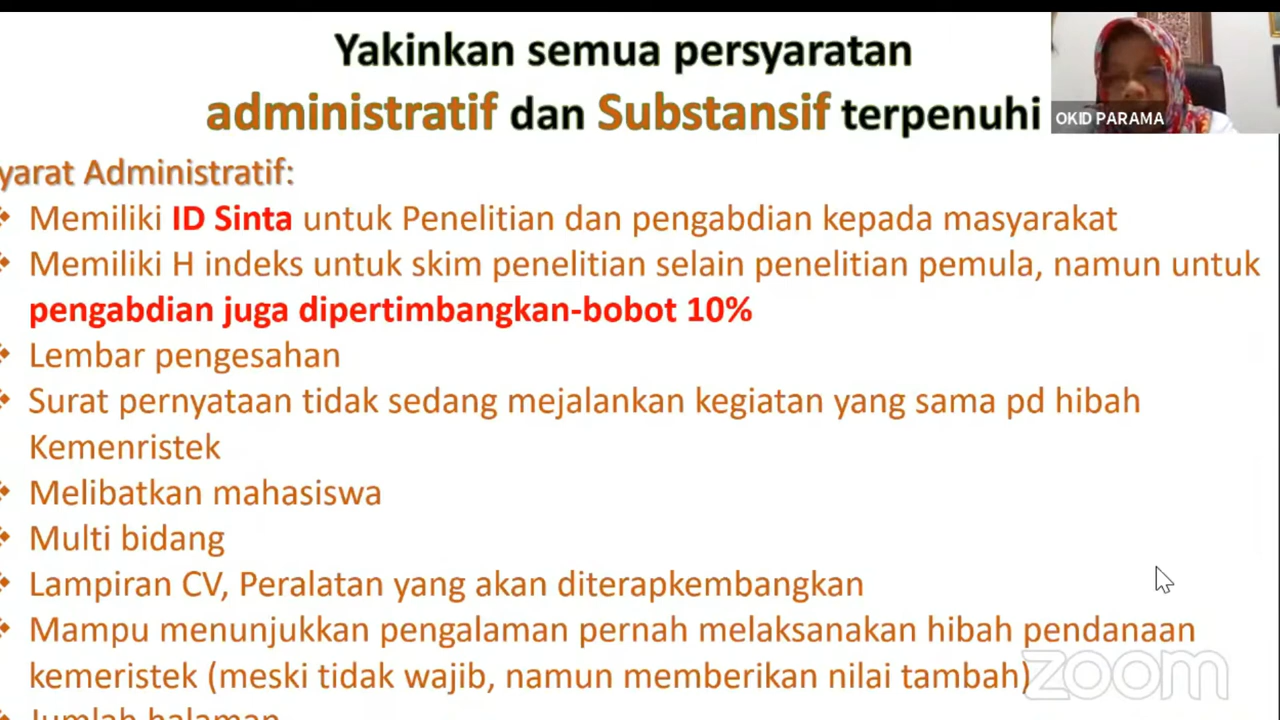 Yakinkan semua persyaratan
administratif dan Substansif terpenuhi
OKID PARAMA
yarat Administratif:
Memiliki ID Sinta untuk Penelitian dan pengabdian kepada masyarakat
Memiliki H indeks untuk skim penelitian selain penelitian pemula, namun untuk
pengabdian juga dipertimbangkan-bobot 10%
Lembar pengesahan
Surat pernyataan tidak sedang mejalankan kegiatan yang sama pd hibah
Kemenristek
Melibatkan mahasiswa
Multi bidang
Lampiran CV, Peralatan yang akan diterapkembangkan
Mampu menunjukkan pengalaman pernah melaksanakan hibah pendanaan
kemeristek (meski tidak wajib, namun memberikan nilai tambah)
zoom
Jumlah halaman